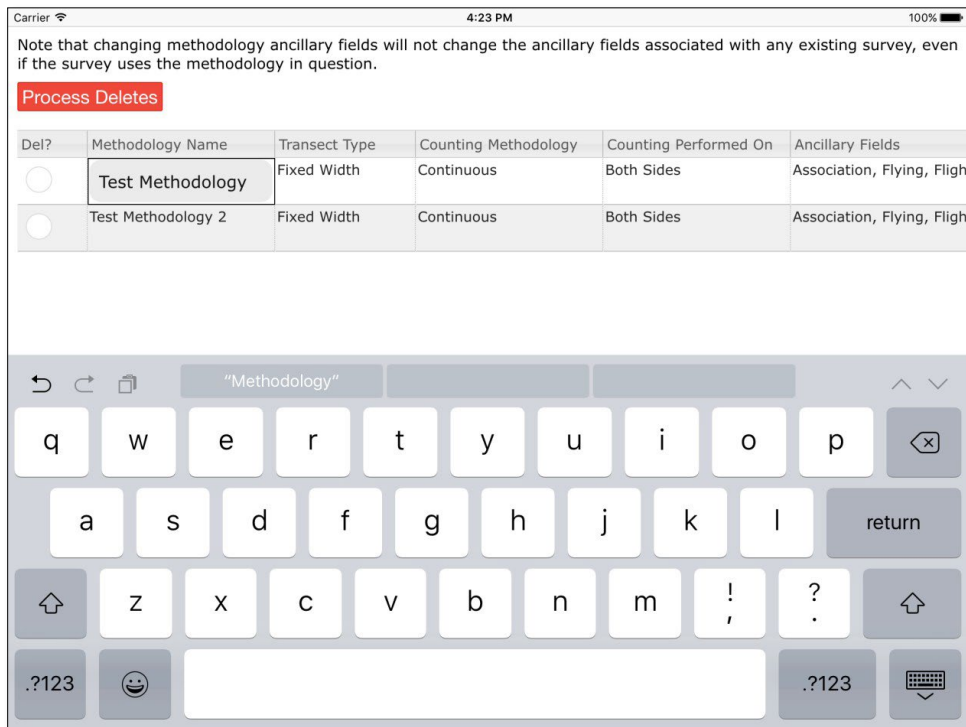 Carrier 4:23 PM 100%
Note that changing methodology ancillary fields will not change the ancillary fields associated with any existing survey, even
if the survey uses the methodology in question.
Process Deletes
Del? Methodology Name Transect Type Counting Methodology Counting Performed On Ancillary Fields
Test Methodology Fixed Width Continuous Both Sides Association, Flying, Fligh
Test Methodology 2 Fixed Width Continuous Both Sides Association, Flying, Fligh
“Methodology”
q w e r t y u i o p
a s d f g h j k l return
z x c v b n m ! , ? .
.?123 .?123